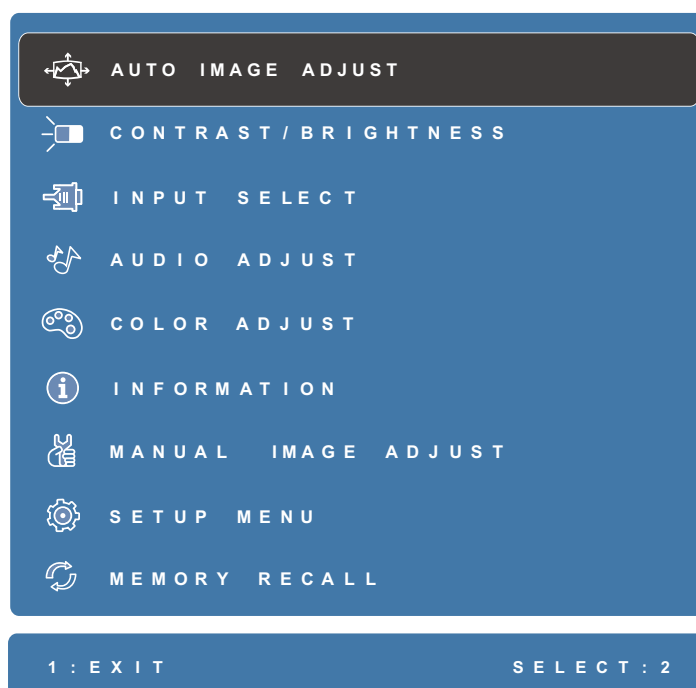 AUTO IMAGE ADJUST
CONTRAST/BRIGHTNESS
INPUT SELECT
AUDIO ADJUST
COLOR ADJUST
INFORMATION
MANUAL IMAGE ADJUST
SETUP MENU
MEMORY RECALL
1:EXIT SELECT:2